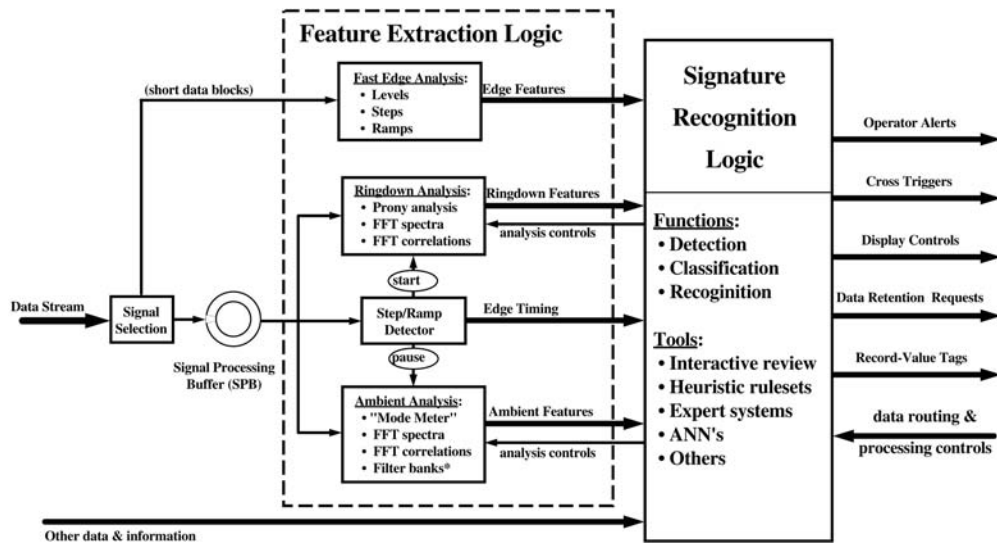 Feature Extraction Logic
(short data blocks)
Fast Edge Analysis:
• Levels
• Steps
• Ramps
Edge Features
Signature
Recognition
Logic
Operator Alerts
Cross Triggers
Display Controls
Data Retention Requests
Record-Value Tags
data routing &
processing controls
Ringdown Analysis:
• Prony analysis
• FFT spectra
• FFT correlations
Ringdown Features
analysis controls
Functions:
• Detection
• Classification
• Recoginition
start
Data Stream
Signal
Selection
Signal Processing
Buffer (SPB)
Step/Ramp
Detector
Edge Timing
pause
Tools:
• Interactive review
• Heuristic rulesets
• Expert systems
• ANN's
• Others
Ambient Analysis:
• "Mode Meter"
• FFT spectra
• FFT correlations
• Filter banks*
Ambient Features
analysis controls
Other data & information